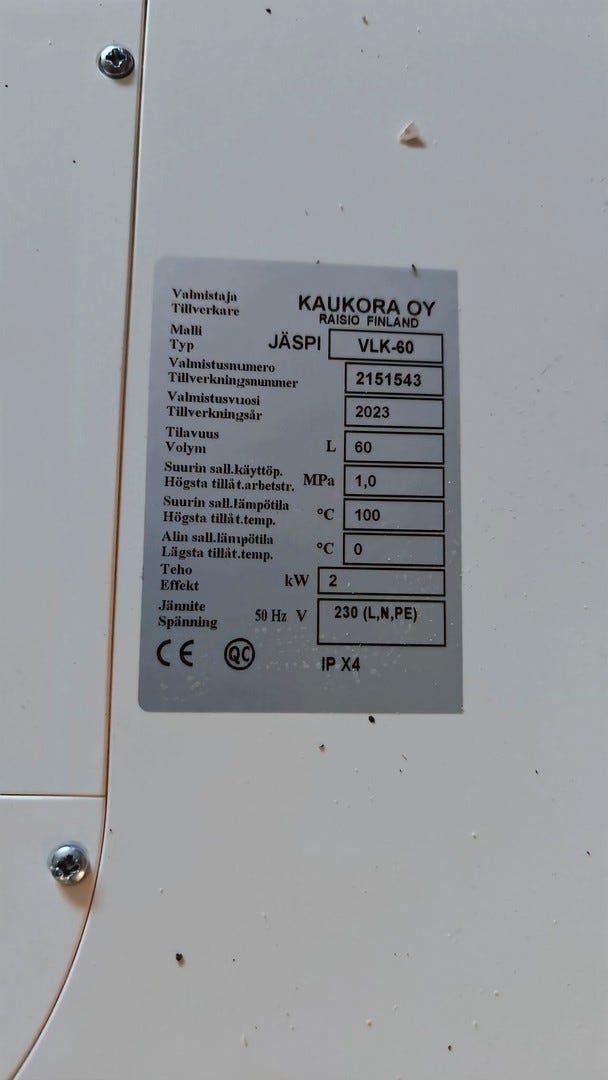 Valmistaja KAUKORA OY
Tillverkare RAISIO FINLAND
Malli
Typ JÄSPI VLK-60
Valmistusnumero
Tillverkningsnummer 2151543
Valmistusvuosi
Tillverkningsår 2023
Tilavuus
Volym L 60
Suurin sall.käyttöp.
Högsta tillåt.arbetstr. MPa 1,0
Suurin sall.lämpötila
Högsta tillåt.temp. °C 100
Alin sall.lämpötila
Lägsta tillåt.temp. °C 0
Teho
Effekt kW 2
Jännite
Spänning 50 Hz V 230 (L,N,PE)
CE QC IP X4